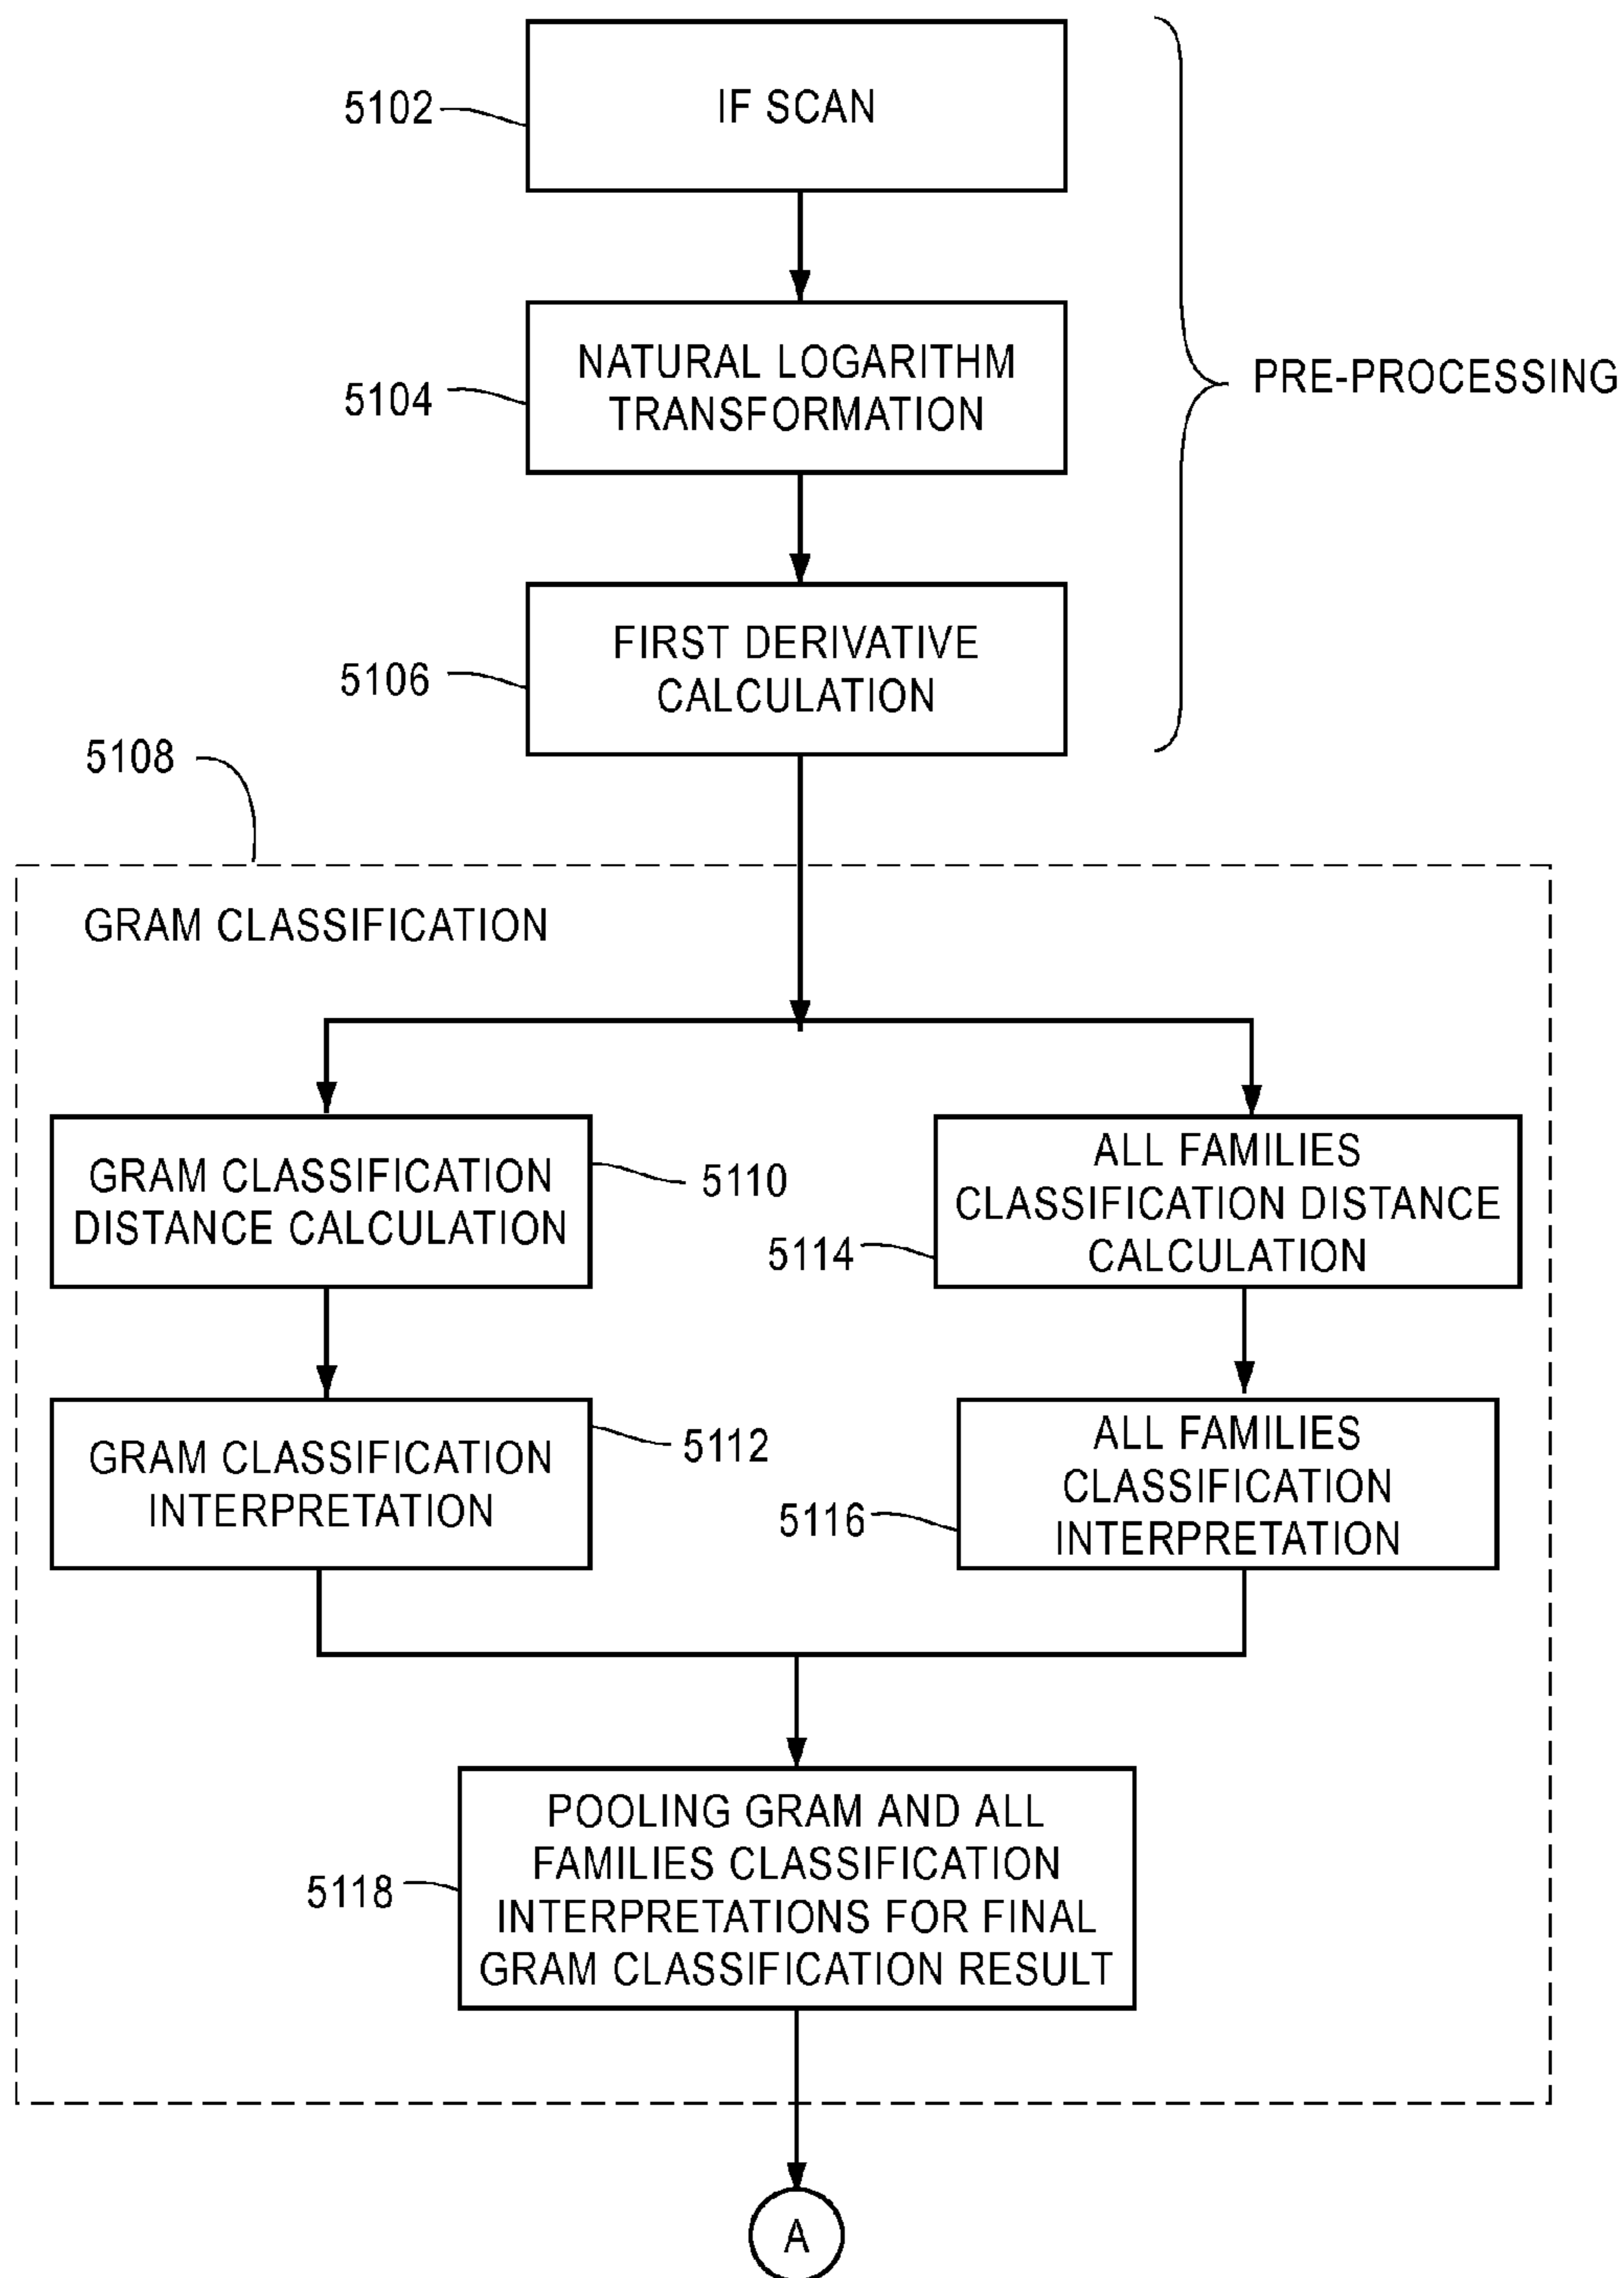 5102
IF SCAN
5104
NATURAL LOGARITHM
TRANSFORMATION
PRE-PROCESSING
5106
FIRST DERIVATIVE
CALCULATION
5108
GRAM CLASSIFICATION
GRAM CLASSIFICATION
DISTANCE CALCULATION
5110
5114
ALL FAMILIES
CLASSIFICATION DISTANCE
CALCULATION
GRAM CLASSIFICATION
INTERPRETATION
5112
5116
ALL FAMILIES
CLASSIFICATION
INTERPRETATION
5118
POOLING GRAM AND ALL
FAMILIES CLASSIFICATION
INTERPRETATIONS FOR FINAL
GRAM CLASSIFICATION RESULT
A